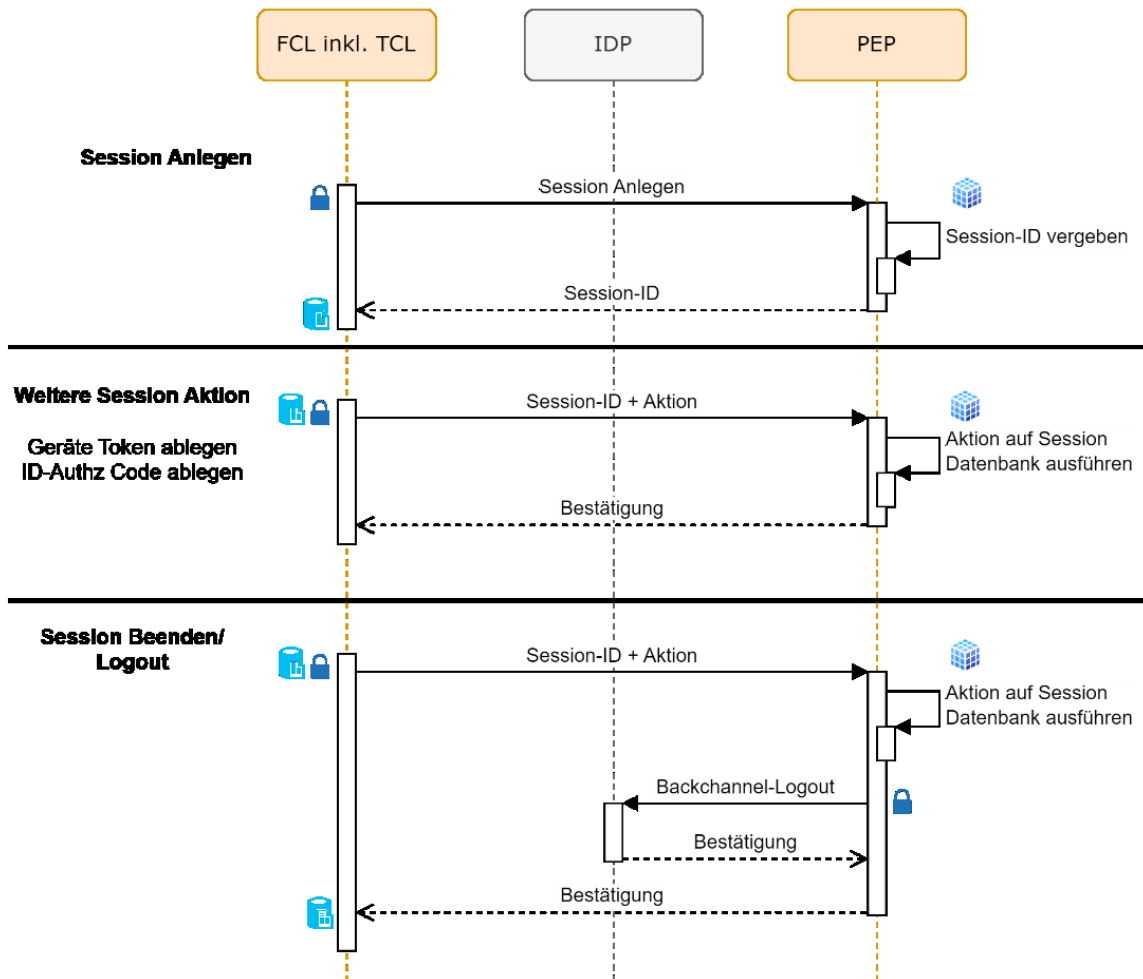 FCL inkl. TCL
IDP
PEP
Session Anlegen
Session Anlegen
Session-ID vergeben
Session-ID
Weitere Session Aktion
Geräte Token ablegen
ID-Authz Code ablegen
Session-ID + Aktion
Aktion auf Session
Datenbank ausführen
Bestätigung
Session Beenden/
Logout
Session-ID + Aktion
Aktion auf Session
Datenbank ausführen
Backchannel-Logout
Bestätigung
Bestätigung